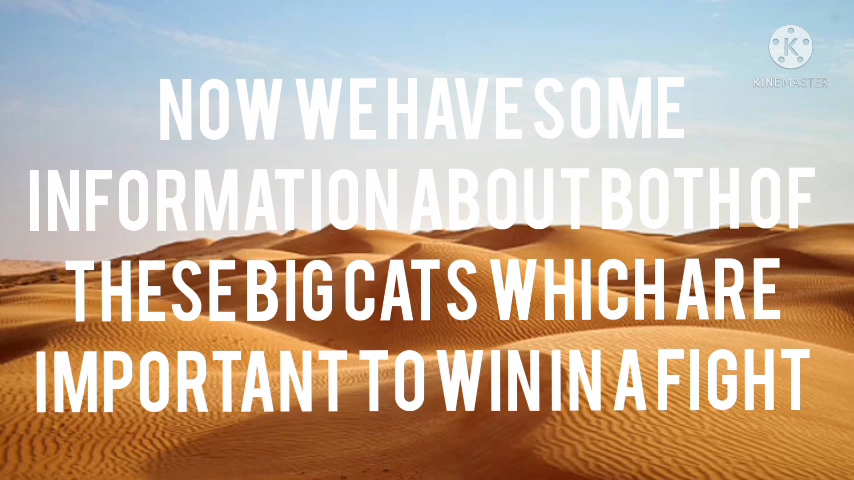 NOW WE HAVE SOME
INFORMATION ABOUT BOTH OF
THESE BIG CATS WHICH ARE
IMPORTANT TO WIN IN A FIGHT
K
KINEMASTER